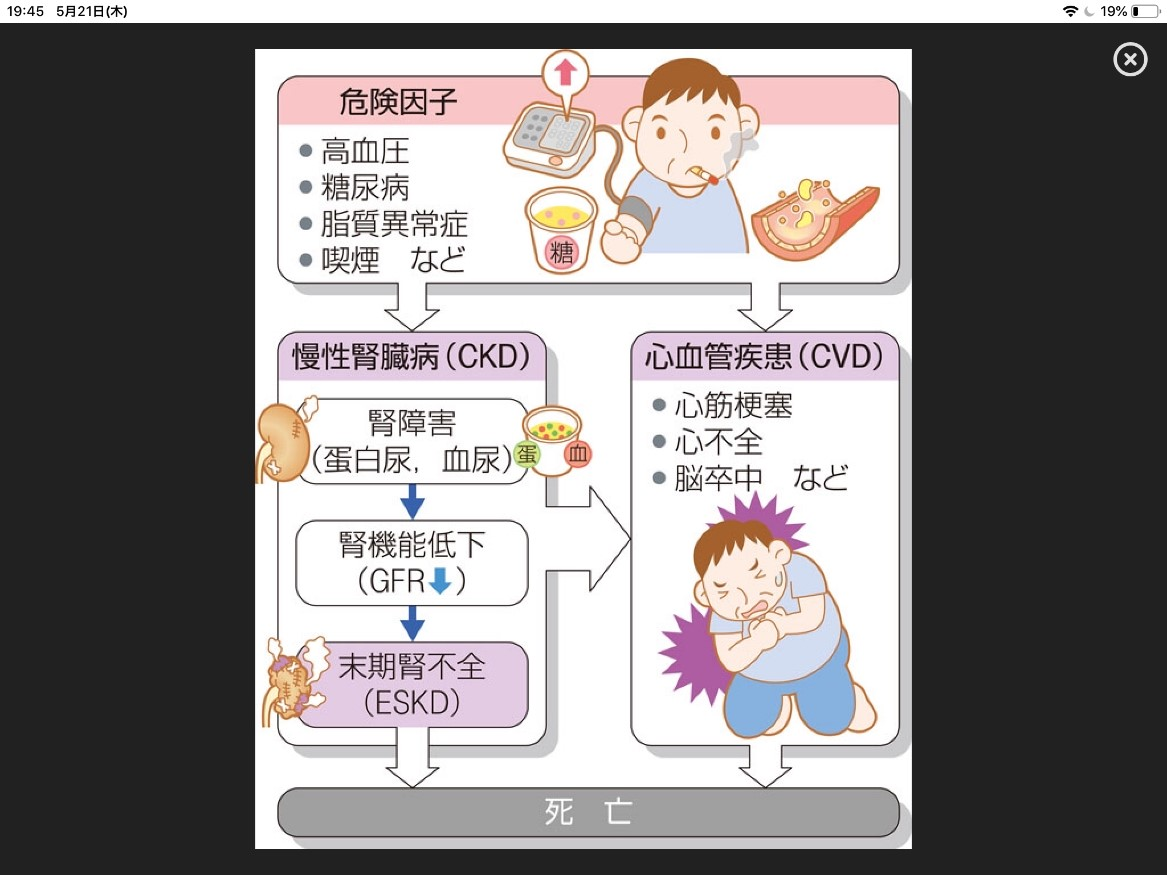 19:45 5月21日(木)
19%
危険因子
●高血圧
●糖尿病
●脂質異常症
●喫煙 など
糖
慢性腎臓病(CKD)
腎障害
(蛋白尿，血尿)
蛋 血
腎機能低下
(GFR⬇)
末期腎不全
(ESKD)
心血管疾患(CVD)
●心筋梗塞
●心不全
●脳卒中 など
死 亡